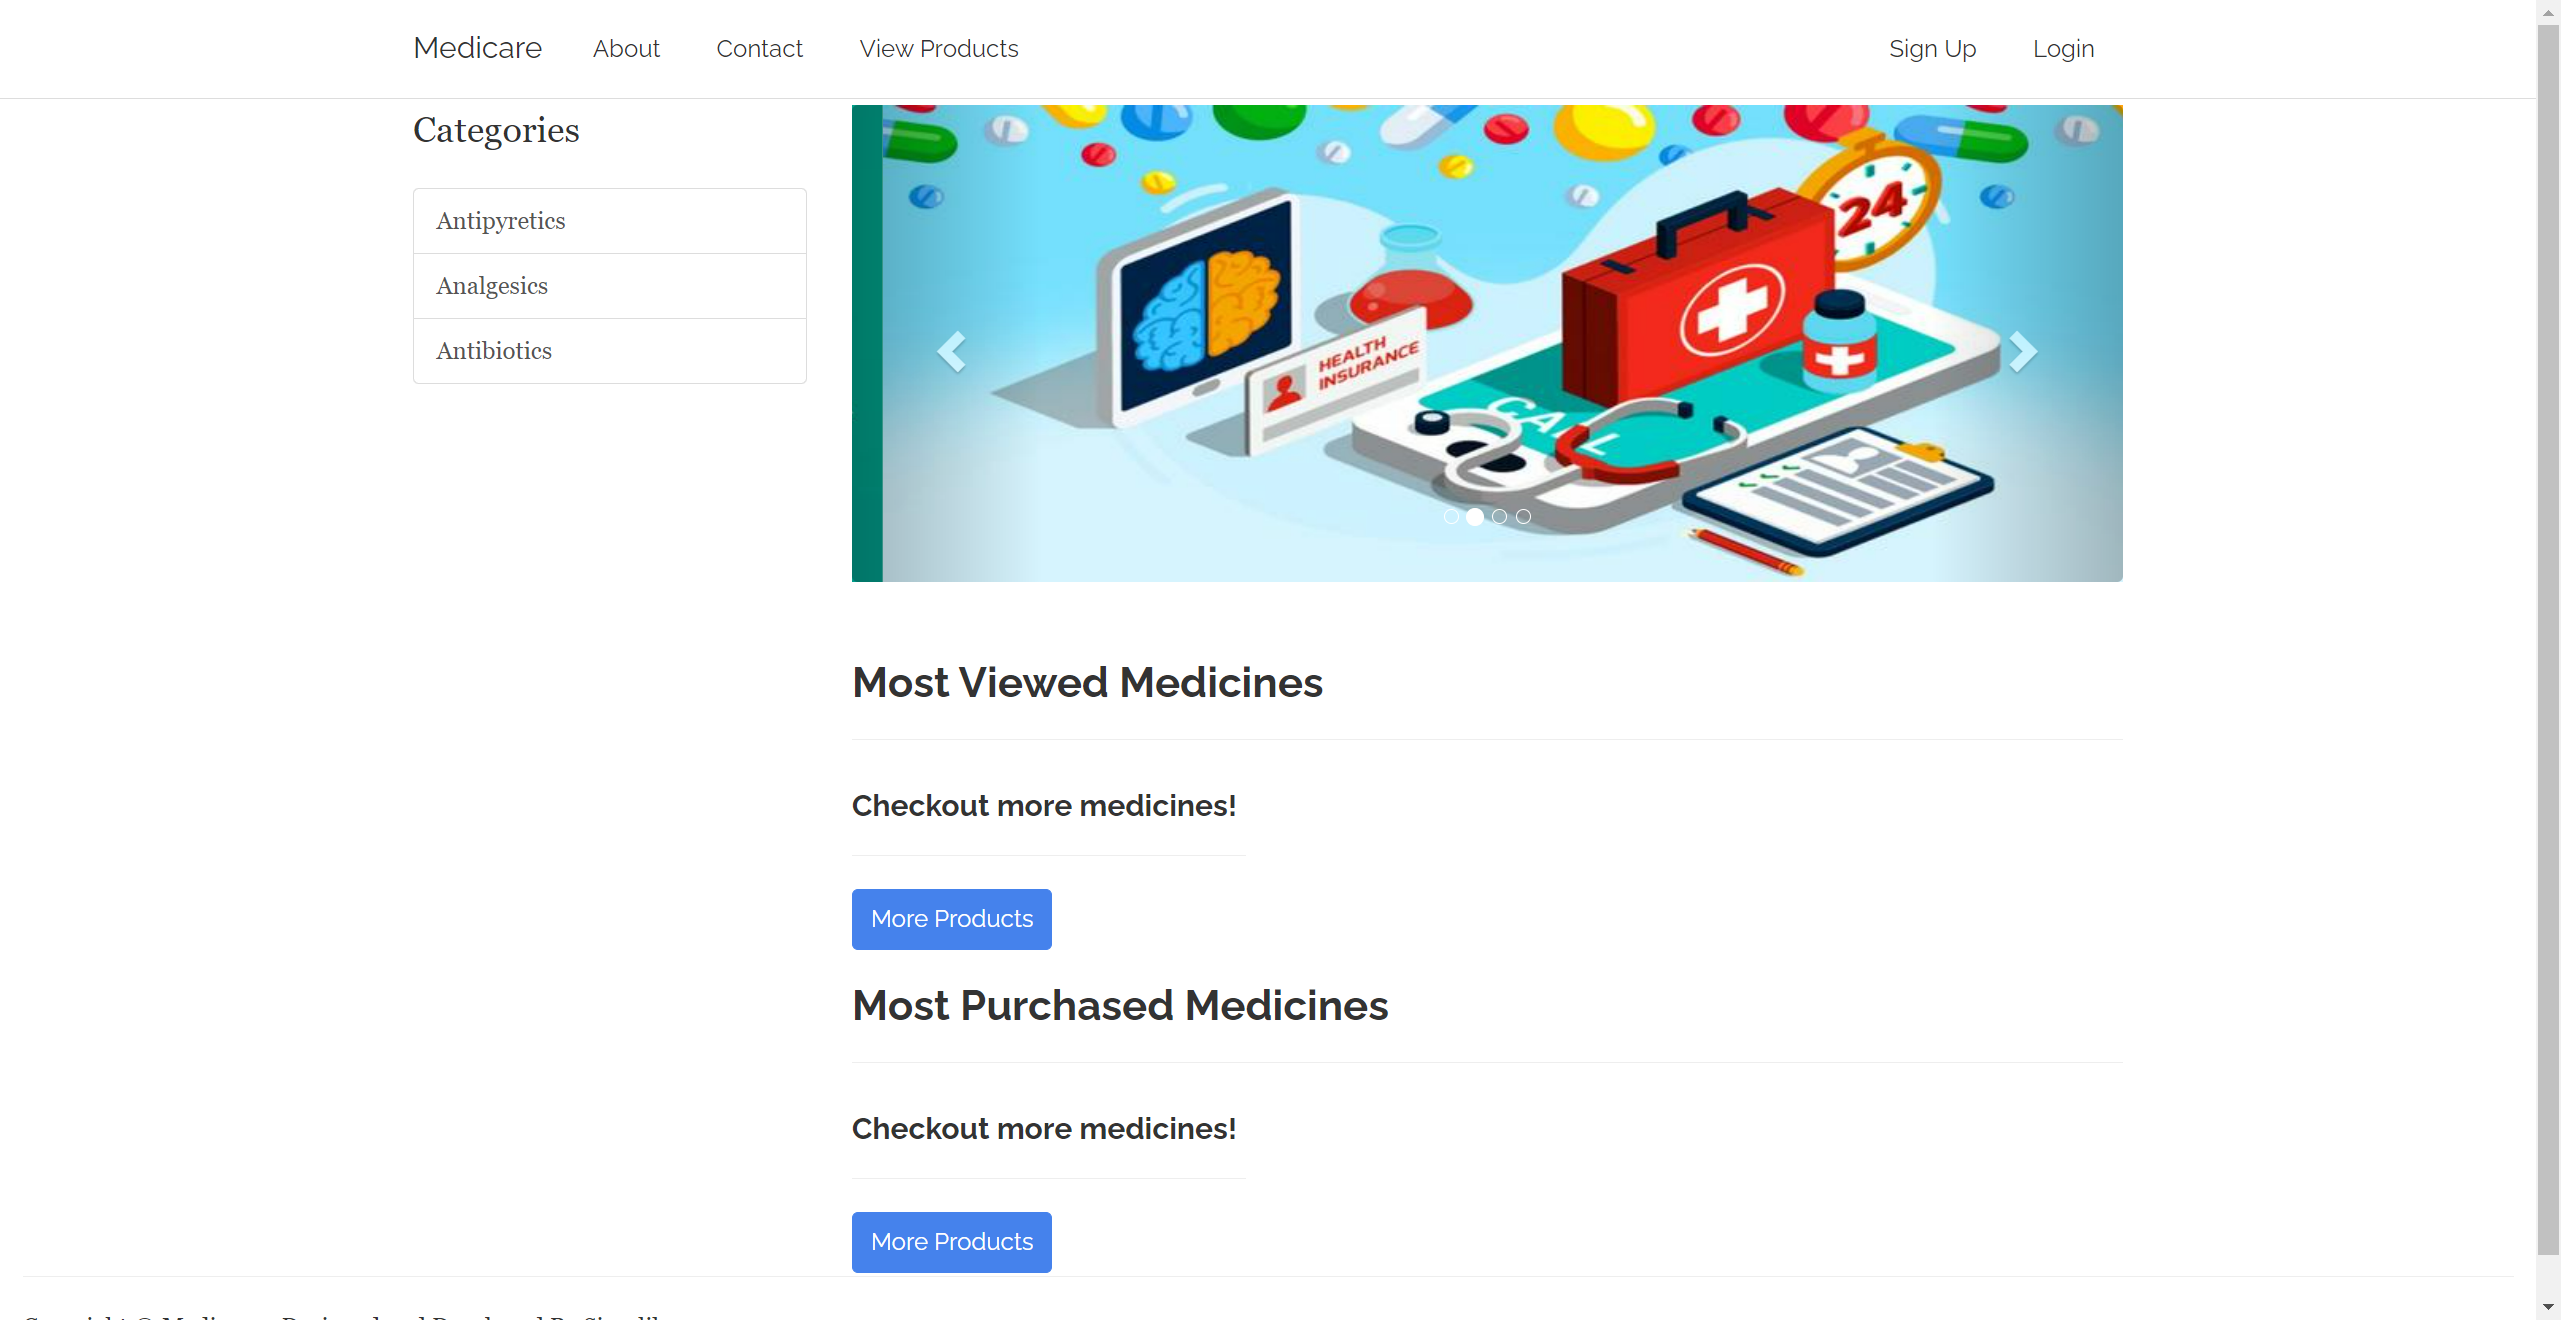 Medicare About Contact View Products Sign Up Login
Categories
Antipyretics
Analgesics
Antibiotics
24
HEALTH
INSURANCE
CALL
Most Viewed Medicines
Checkout more medicines!
More Products
Most Purchased Medicines
Checkout more medicines!
More Products